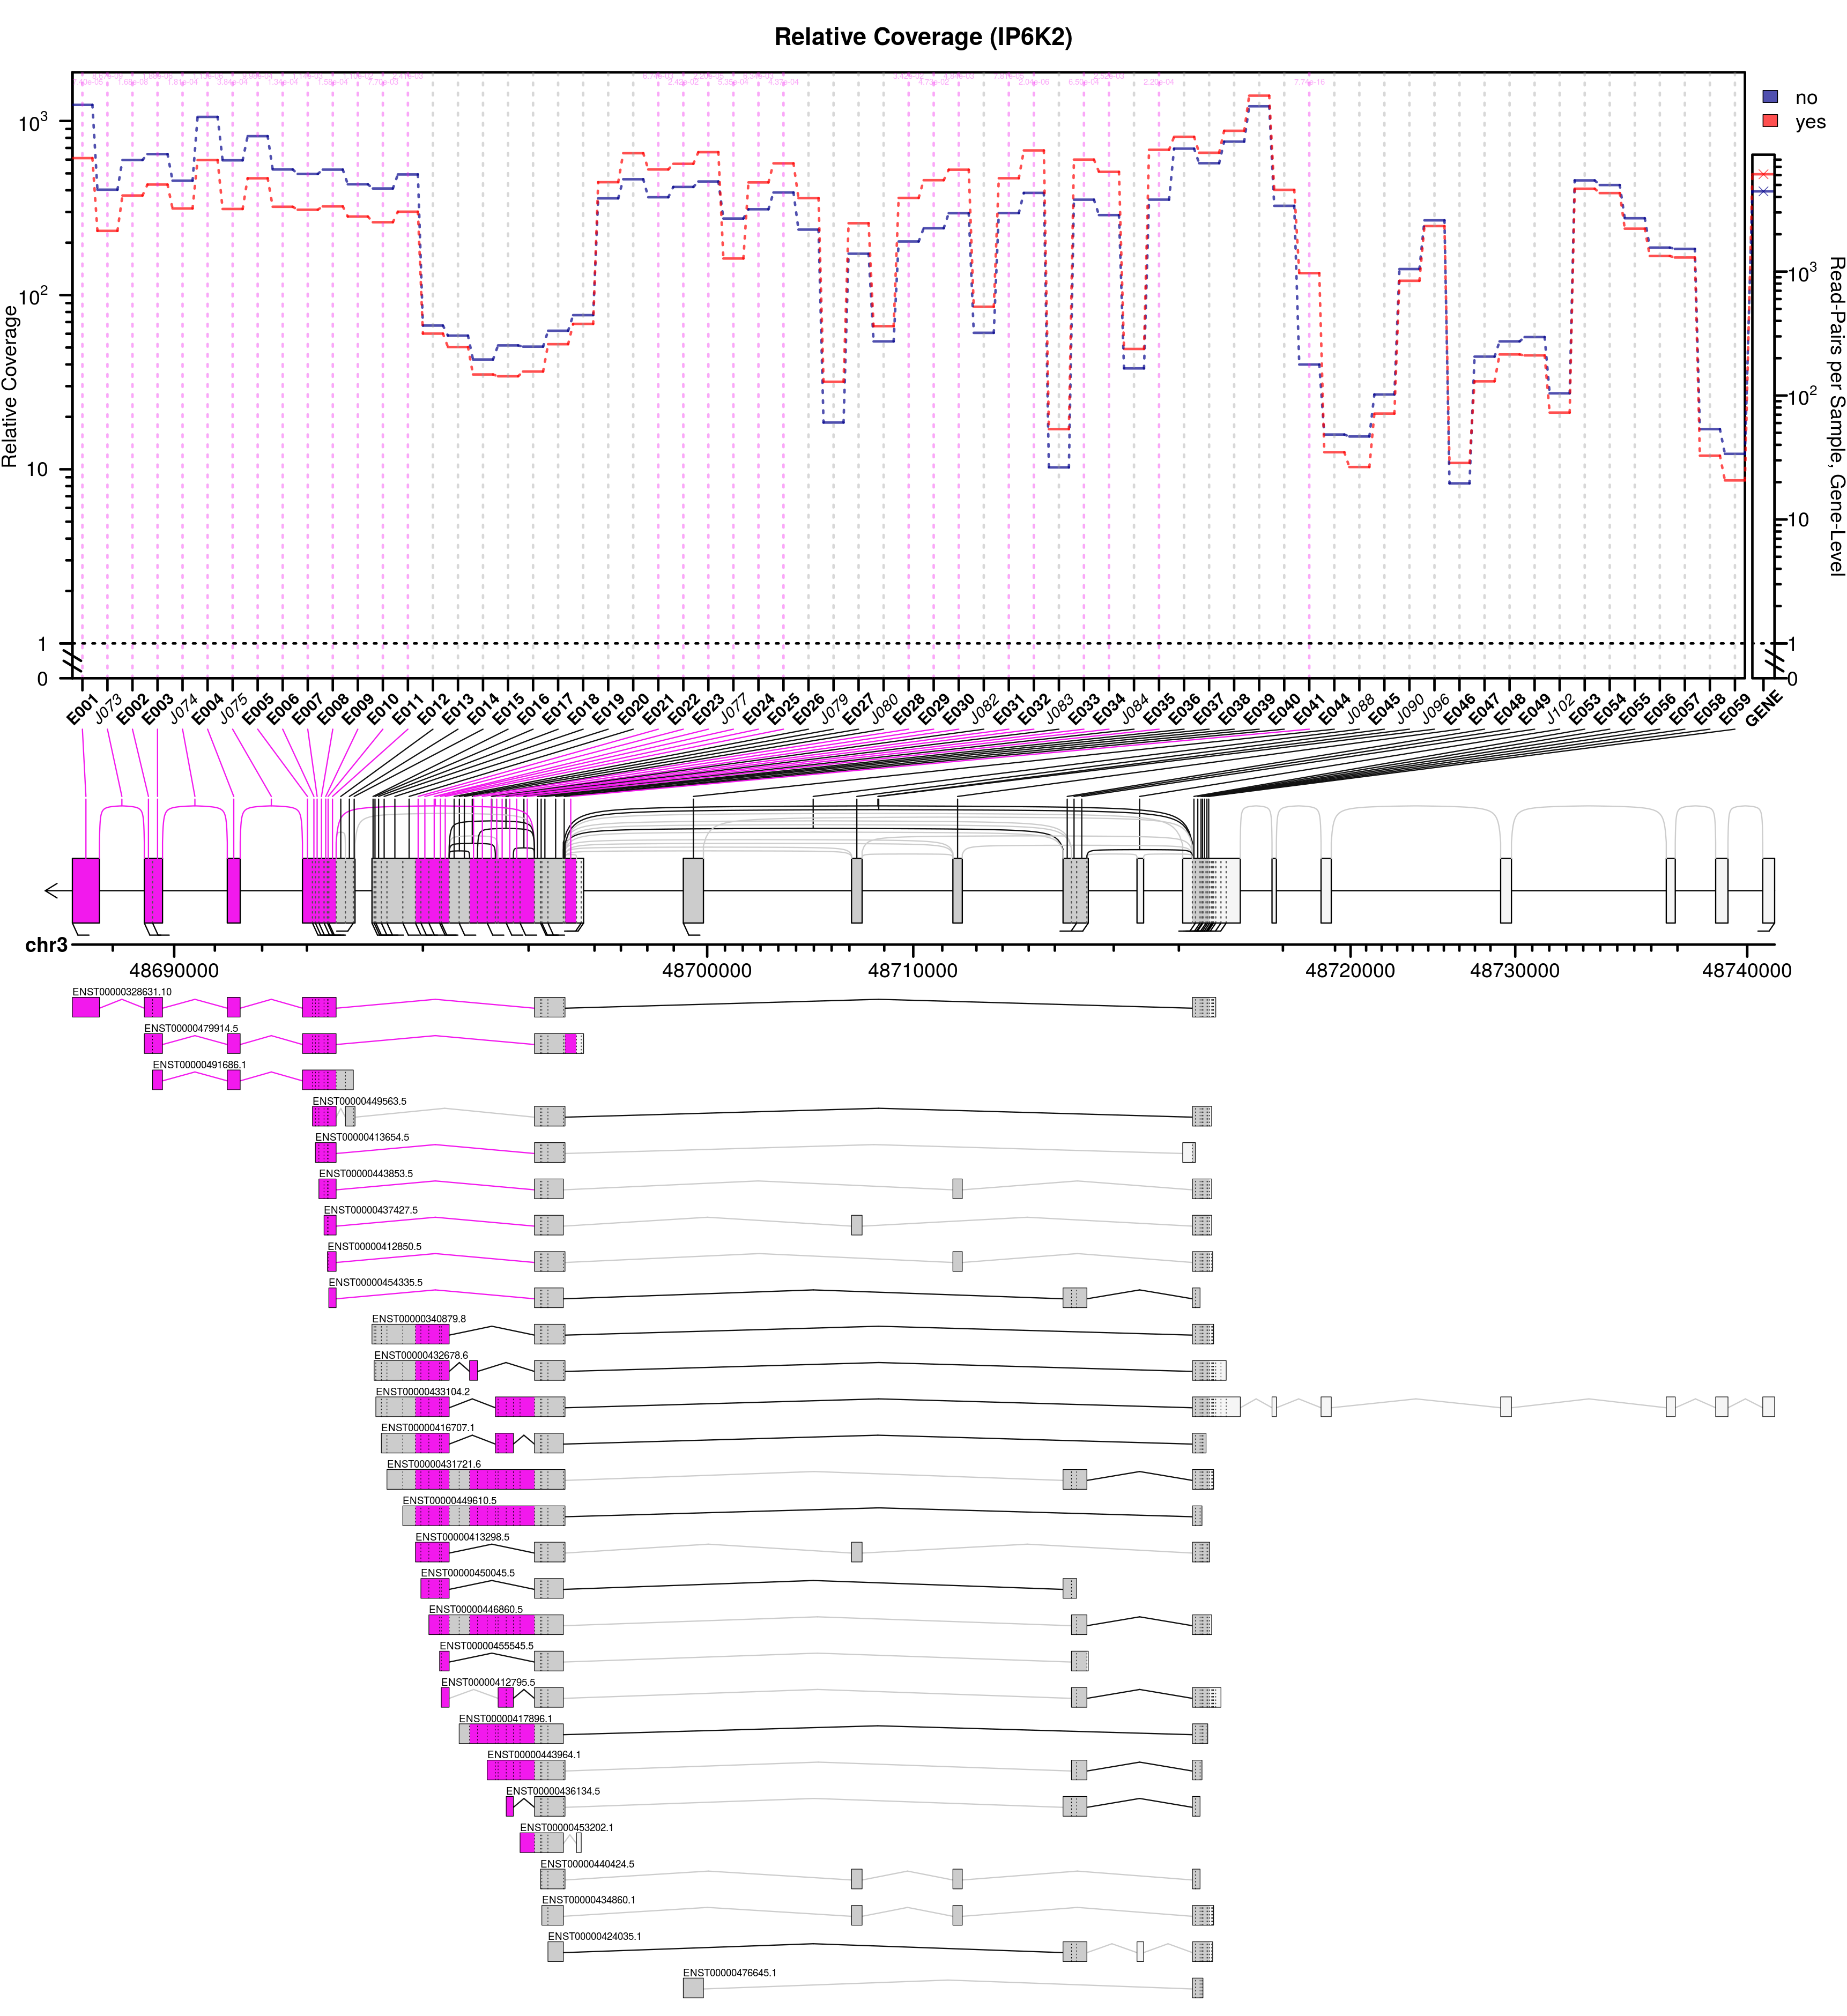 Relative Coverage (IP6K2)
no
yes
10³
10²
10
1
0
Relative Coverage
10³
10²
10
1
0
Read-Pairs per Sample, Gene-Level
E001 J073 E002 E003 J074 E004 J075 E005 E006 E007 E008 E009 E010 E011 E012 E013 E014 E015 E016 E017 E018 E019 E020 E021 E022 E023 J077 E024 E025 E026 J079 E027 J080 E028 E029 E030 J082 E031 E032 J083 E033 E034 J084 E035 E036 E037 E038 E039 E040 E041 E044 J088 E045 J090 J096 E046 E047 E048 E049 J102 E053 E054 E055 E056 E057 E058 E059 GENE
chr3
48690000 48700000 48710000 48720000 48730000 48740000
ENST00000328631.10
ENST00000479914.5
ENST00000491686.1
ENST00000449563.5
ENST00000413654.5
ENST00000443853.5
ENST00000437427.5
ENST00000412850.5
ENST00000454335.5
ENST00000340879.8
ENST00000432678.6
ENST00000433104.2
ENST00000416707.1
ENST00000431721.6
ENST00000449610.5
ENST00000413298.5
ENST00000450045.5
ENST00000446860.5
ENST00000455545.5
ENST00000412795.5
ENST00000417896.1
ENST00000443964.1
ENST00000436134.5
ENST00000453202.1
ENST00000440424.5
ENST00000434860.1
ENST00000424035.1
ENST00000476645.1